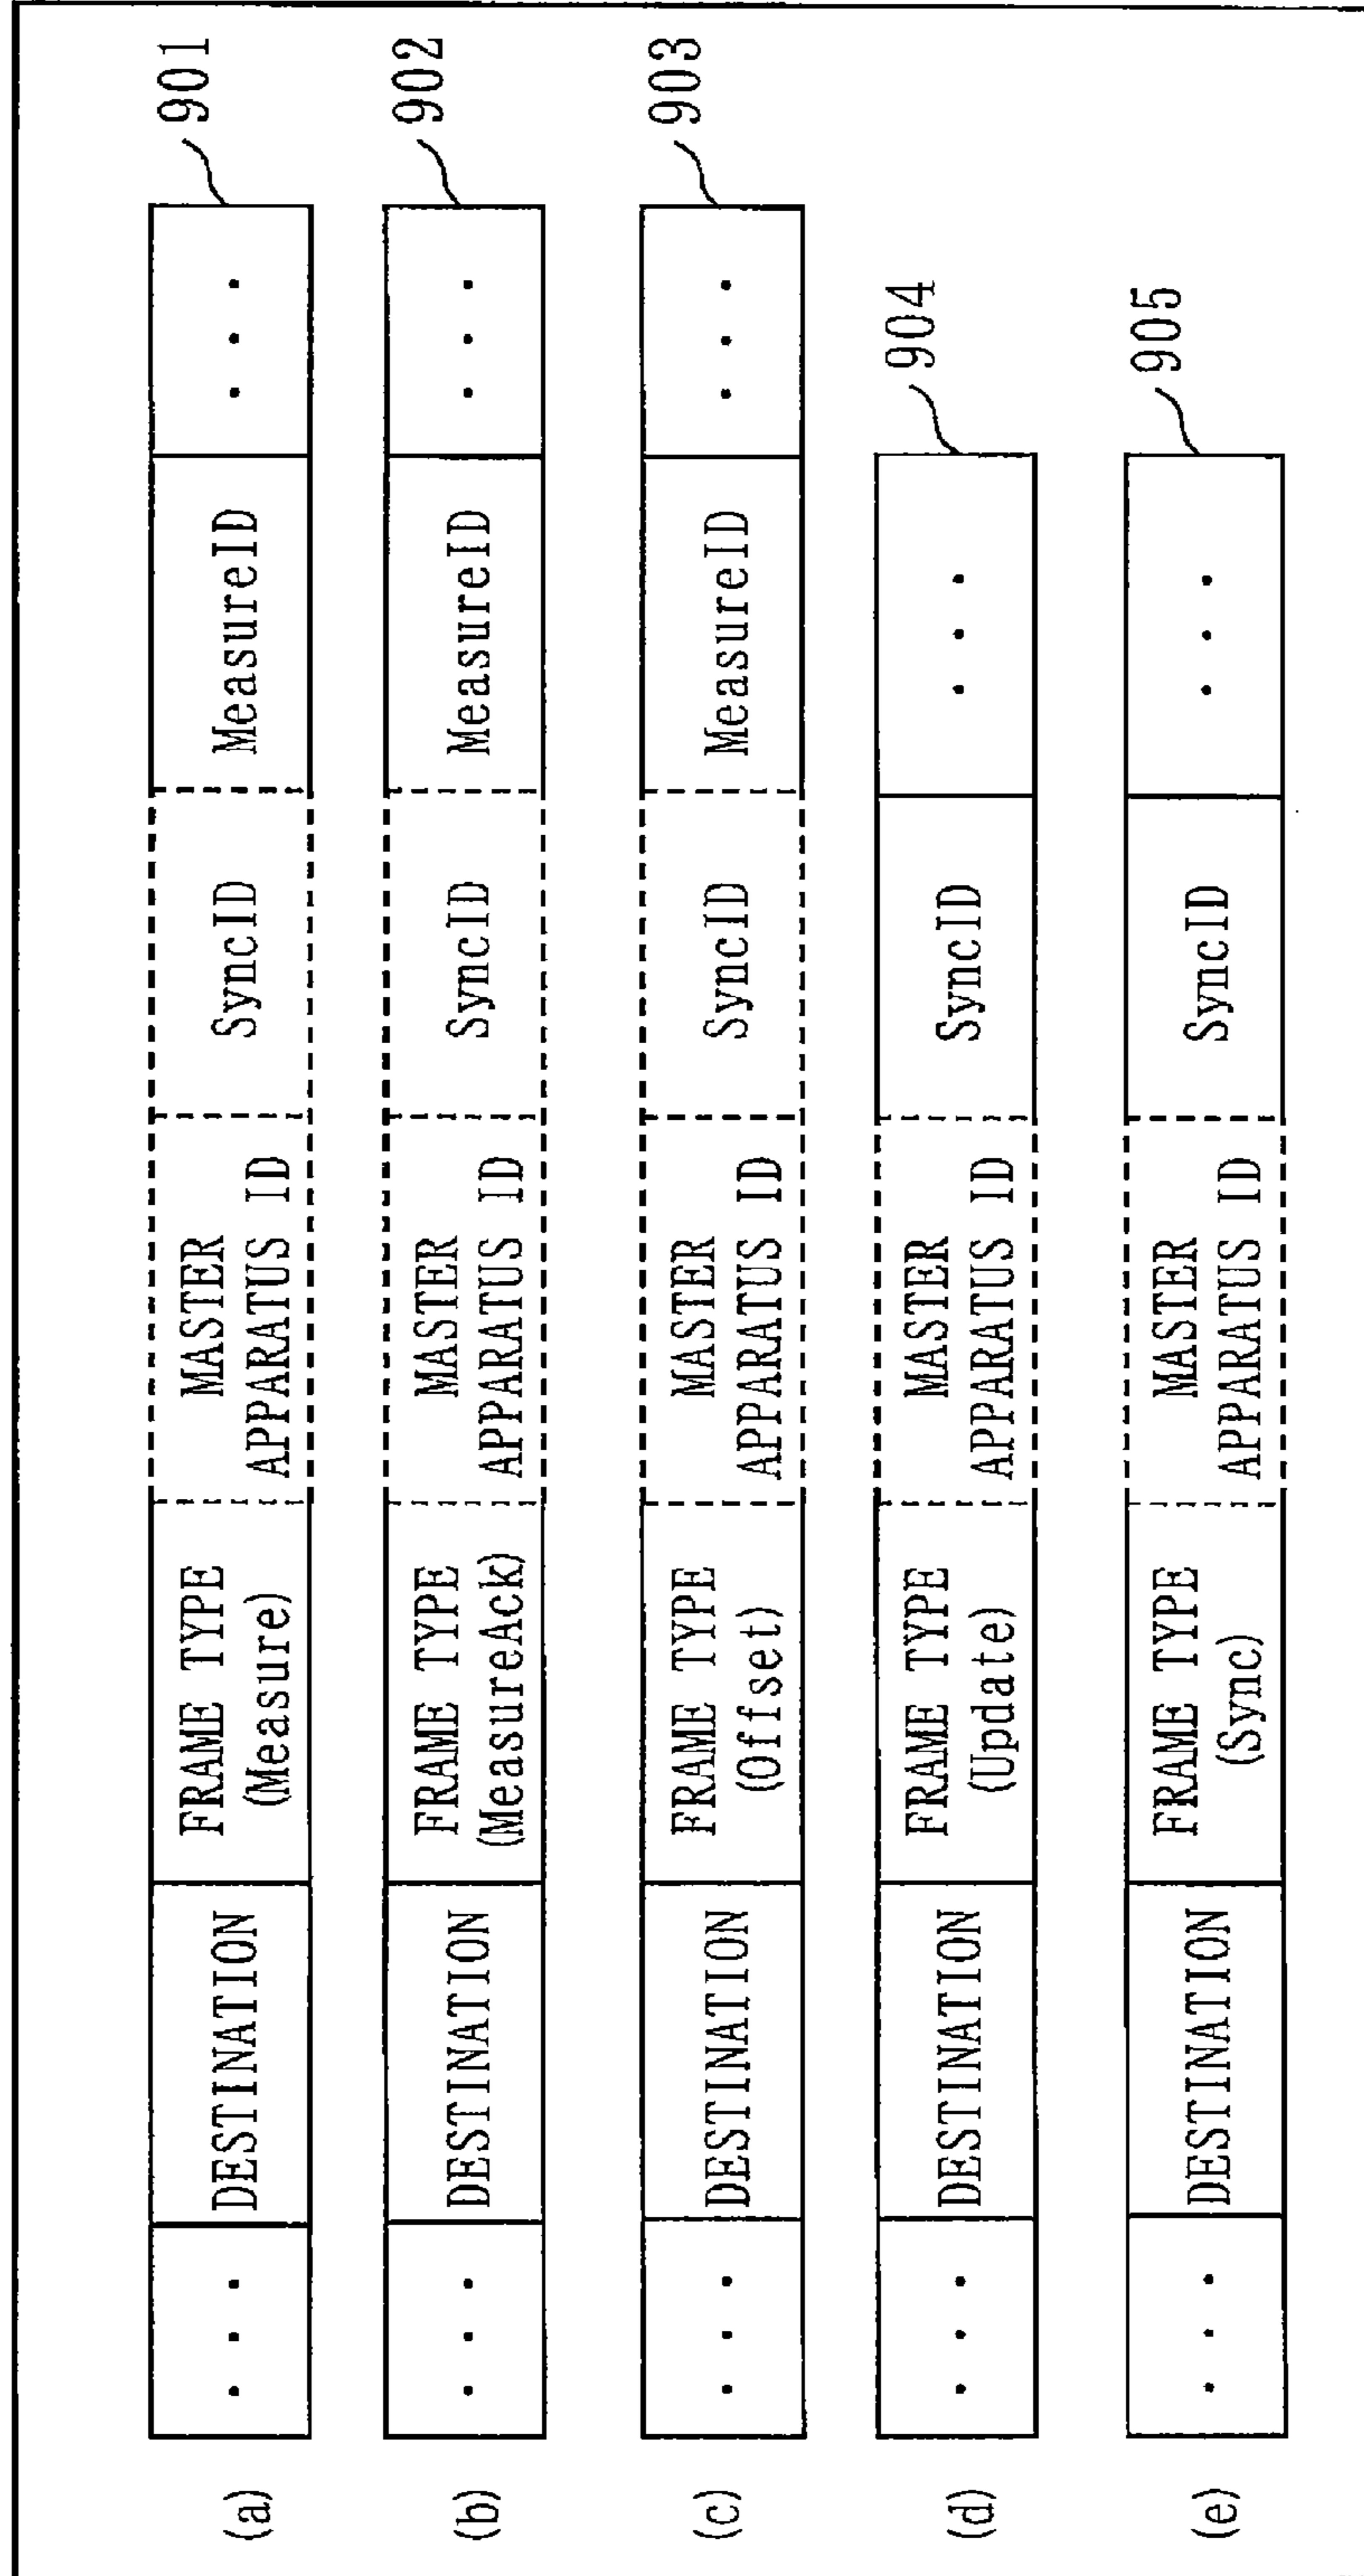 (a) ... DESTINATION FRAME TYPE (Measure) MASTER APPARATUS ID SyncID MeasureID ... 901
(b) ... DESTINATION FRAME TYPE (MeasureAck) MASTER APPARATUS ID SyncID MeasureID ... 902
(c) ... DESTINATION FRAME TYPE (Offset) MASTER APPARATUS ID SyncID MeasureID ... 903
(d) ... DESTINATION FRAME TYPE (Update) MASTER APPARATUS ID SyncID ... 904
(e) ... DESTINATION FRAME TYPE (Sync) MASTER APPARATUS ID SyncID ... 905